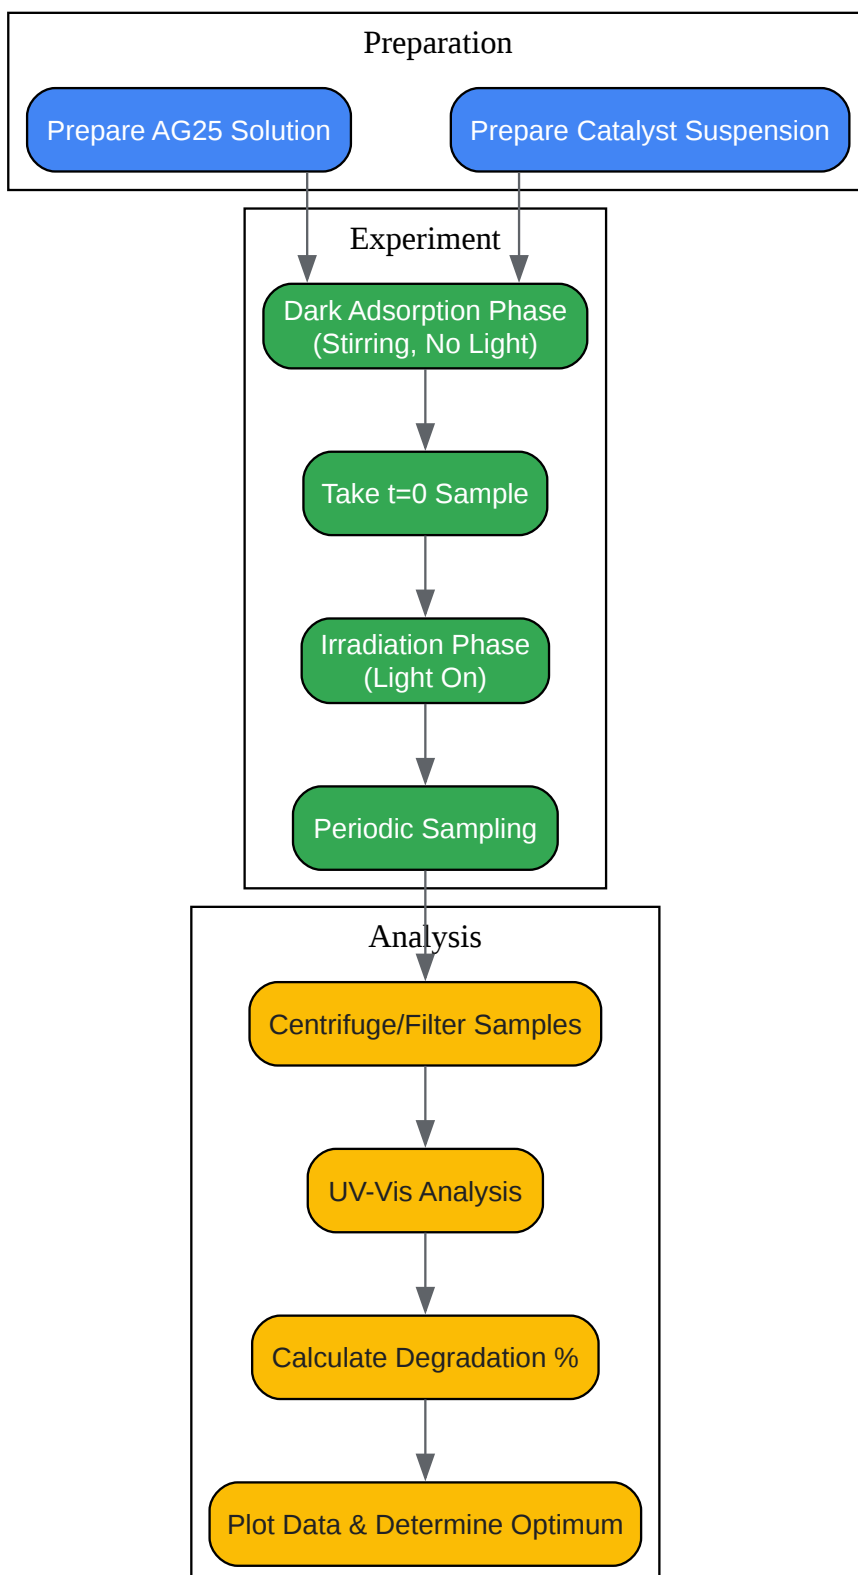 Preparation
Prepare AG25 Solution
Prepare Catalyst Suspension
Experiment
Dark Adsorption Phase
(Stirring, No Light)
Take t=0 Sample
Irradiation Phase
(Light On)
Periodic Sampling
Analysis
Centrifuge/Filter Samples
UV-Vis Analysis
Calculate Degradation %
Plot Data & Determine Optimum